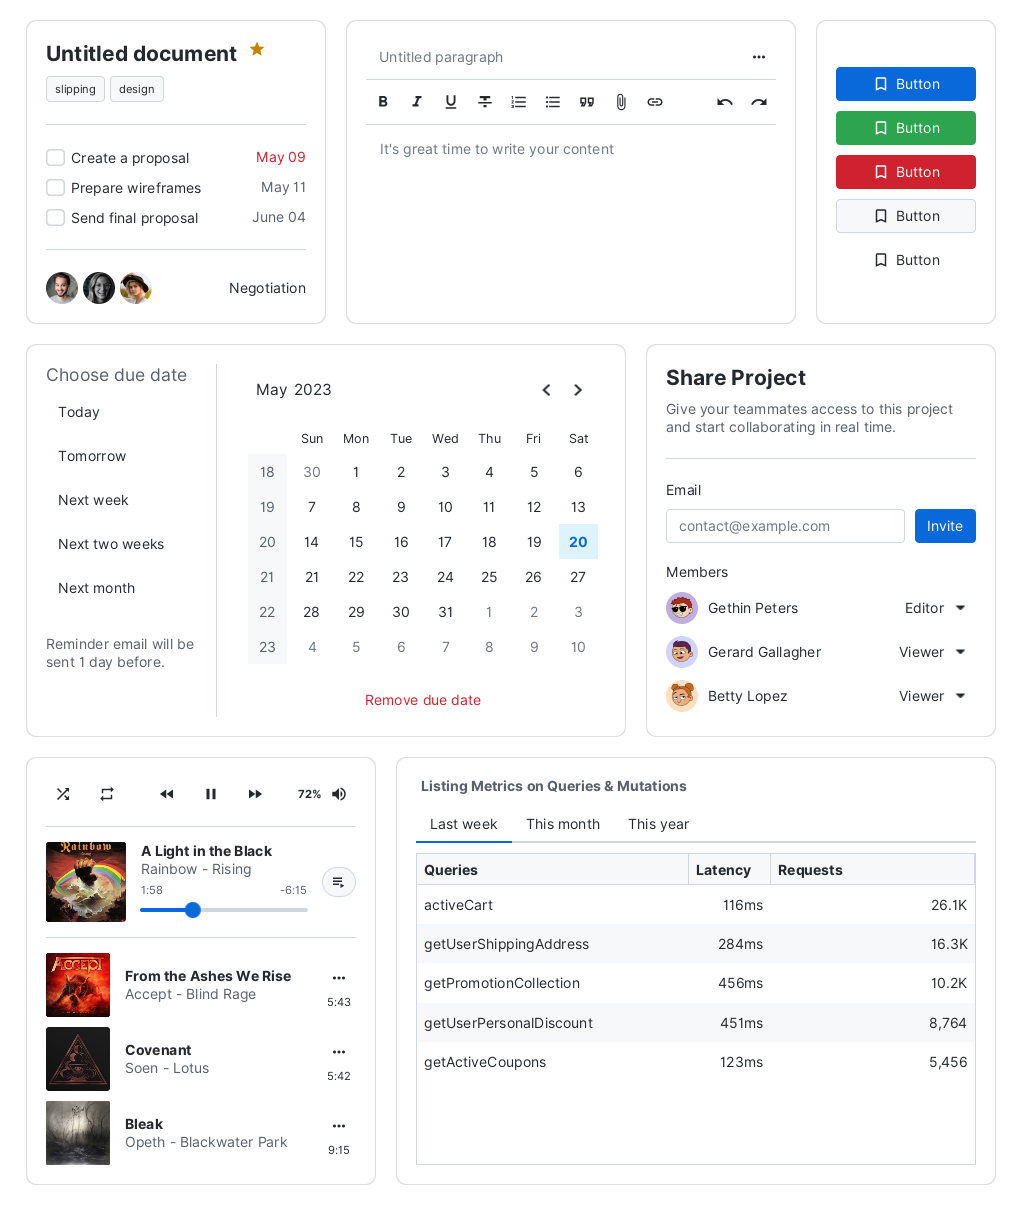 Untitled document
slipping
design
Create a proposal
May 09
Prepare wireframes
May 11
Send final proposal
June 04
Negotiation
Untitled paragraph
It's great time to write your content
Button
Button
Button
Button
Button
Choose due date
Today
Tomorrow
Next week
Next two weeks
Next month
Reminder email will be
sent 1 day before.
May 2023
Sun Mon Tue Wed Thu Fri Sat
18 30 1 2 3 4 5 6
19 7 8 9 10 11 12 13
20 14 15 16 17 18 19 20
21 21 22 23 24 25 26 27
22 28 29 30 31 1 2 3
23 4 5 6 7 8 9 10
Remove due date
Share Project
Give your teammates access to this project
and start collaborating in real time.
Email
contact@example.com
Invite
Members
Gethin Peters
Editor
Gerard Gallagher
Viewer
Betty Lopez
Viewer
72%
Rainbow
Rising
A Light in the Black
Rainbow - Rising
1:58
-6:15
Accept
From the Ashes We Rise
Accept - Blind Rage
5:43
Covenant
Soen - Lotus
5:42
Bleak
Opeth - Blackwater Park
9:15
Listing Metrics on Queries & Mutations
Last week This month This year
Queries Latency Requests
activeCart 116ms 26.1K
getUserShippingAddress 284ms 16.3K
getPromotionCollection 456ms 10.2K
getUserPersonalDiscount 451ms 8,764
getActiveCoupons 123ms 5,456